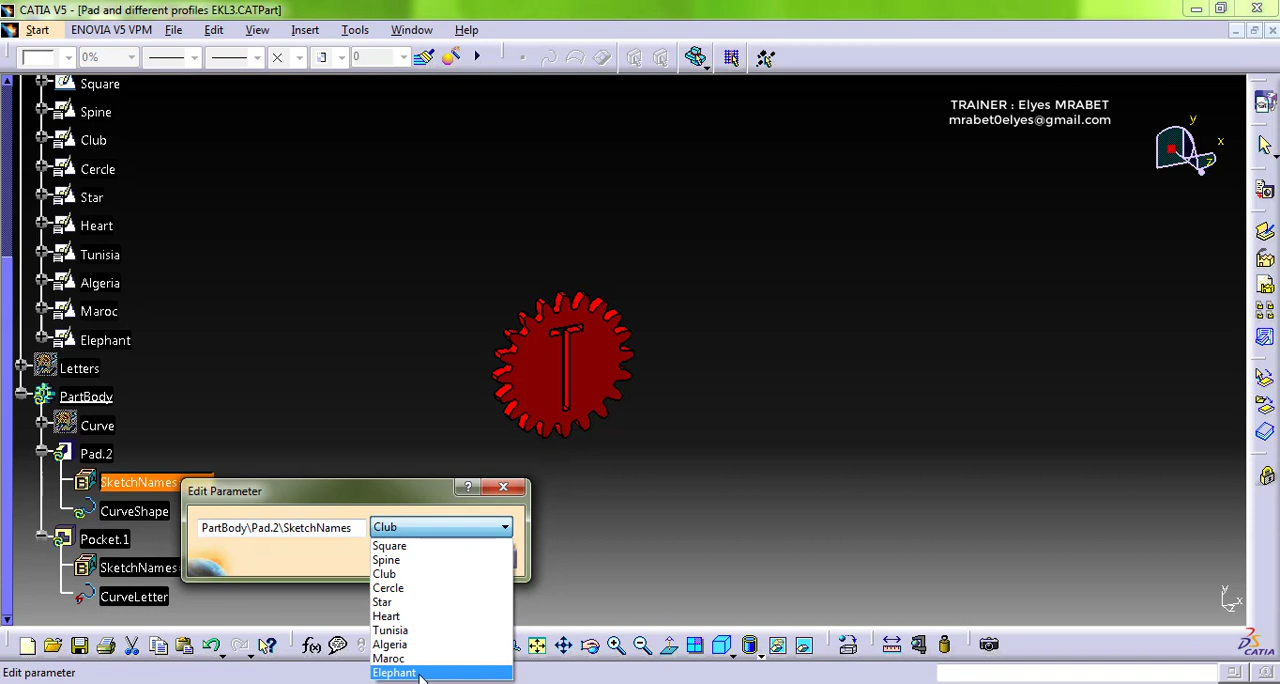 CATIA V5 - [Pad and different profiles EKL3.CATPart]
Start ENOVIA V5 VPM File Edit View Insert Tools Window Help
0% 0
TRAINER : Elyes MRABET
mrabet0elyes@gmail.com
y
x
z
Square
Spine
Club
Cercle
Star
Heart
Tunisia
Algeria
Maroc
Elephant
Letters
PartBody
Curve
Pad.2
SketchNames
CurveShape
Pocket.1
SketchNames
CurveLetter
Edit Parameter
PartBody\Pad.2\SketchNames Club
Square
Spine
Club
Cercle
Star
Heart
Tunisia
Algeria
Maroc
Elephant
T
y
x
z
f(x)
CATIA
Edit parameter